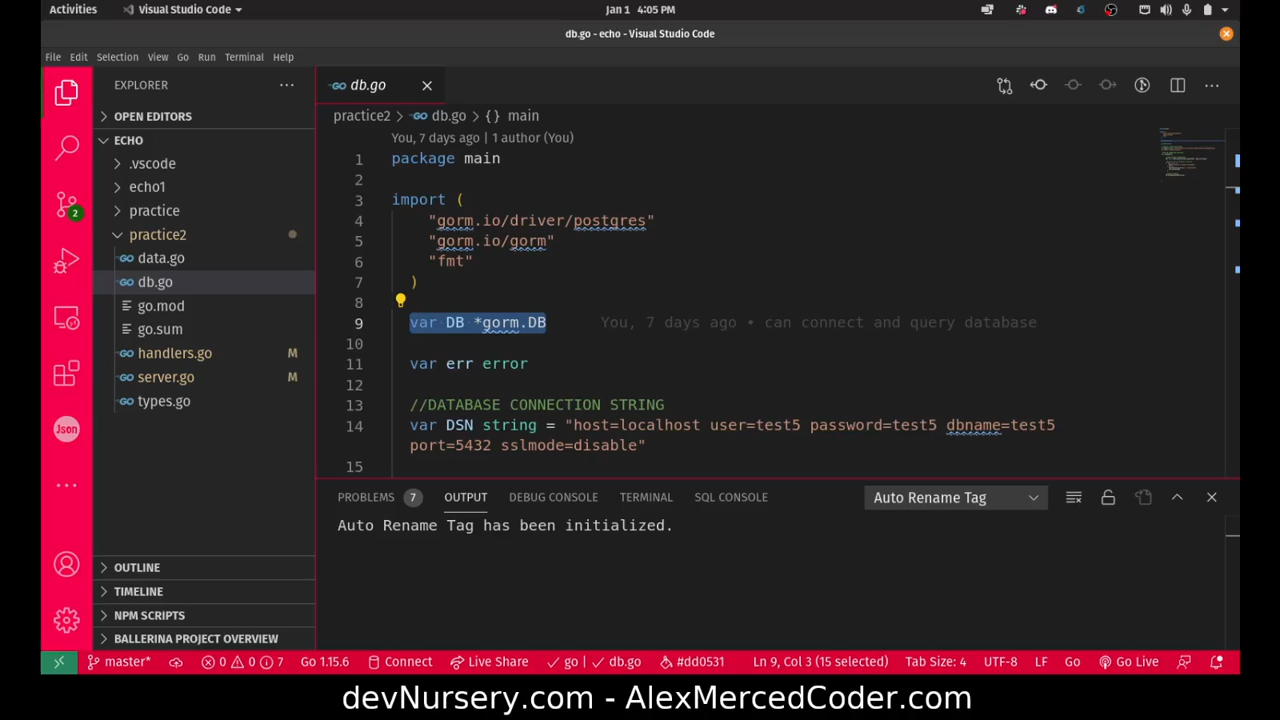 Activities
Visual Studio Code
Jan 1 4:05 PM
db.go - echo - Visual Studio Code
File Edit Selection View Go Run Terminal Help
EXPLORER
OPEN EDITORS
ECHO
.vscode
echo1
practice
practice2
data.go
db.go
go.mod
go.sum
handlers.go M
server.go M
types.go
OUTLINE
TIMELINE
NPM SCRIPTS
BALLERINA PROJECT OVERVIEW
2
Json
db.go
practice2 > db.go > {} main
You, 7 days ago | 1 author (You)
1 package main
2
3 import (
4 "gorm.io/driver/postgres"
5 "gorm.io/gorm"
6 "fmt"
7 )
8
9 var DB *gorm.DB You, 7 days ago • can connect and query database
10
11 var err error
12
13 //DATABASE CONNECTION STRING
14 var DSN string = "host=localhost user=test5 password=test5 dbname=test5
port=5432 sslmode=disable"
15
PROBLEMS 7 OUTPUT DEBUG CONSOLE TERMINAL SQL CONSOLE
Auto Rename Tag
Auto Rename Tag has been initialized.
master* 0 0 7 Go 1.15.6 Connect Live Share go | db.go #dd0531 Ln 9, Col 3 (15 selected) Tab Size: 4 UTF-8 LF Go Go Live
devNursery.com - AlexMercedCoder.com